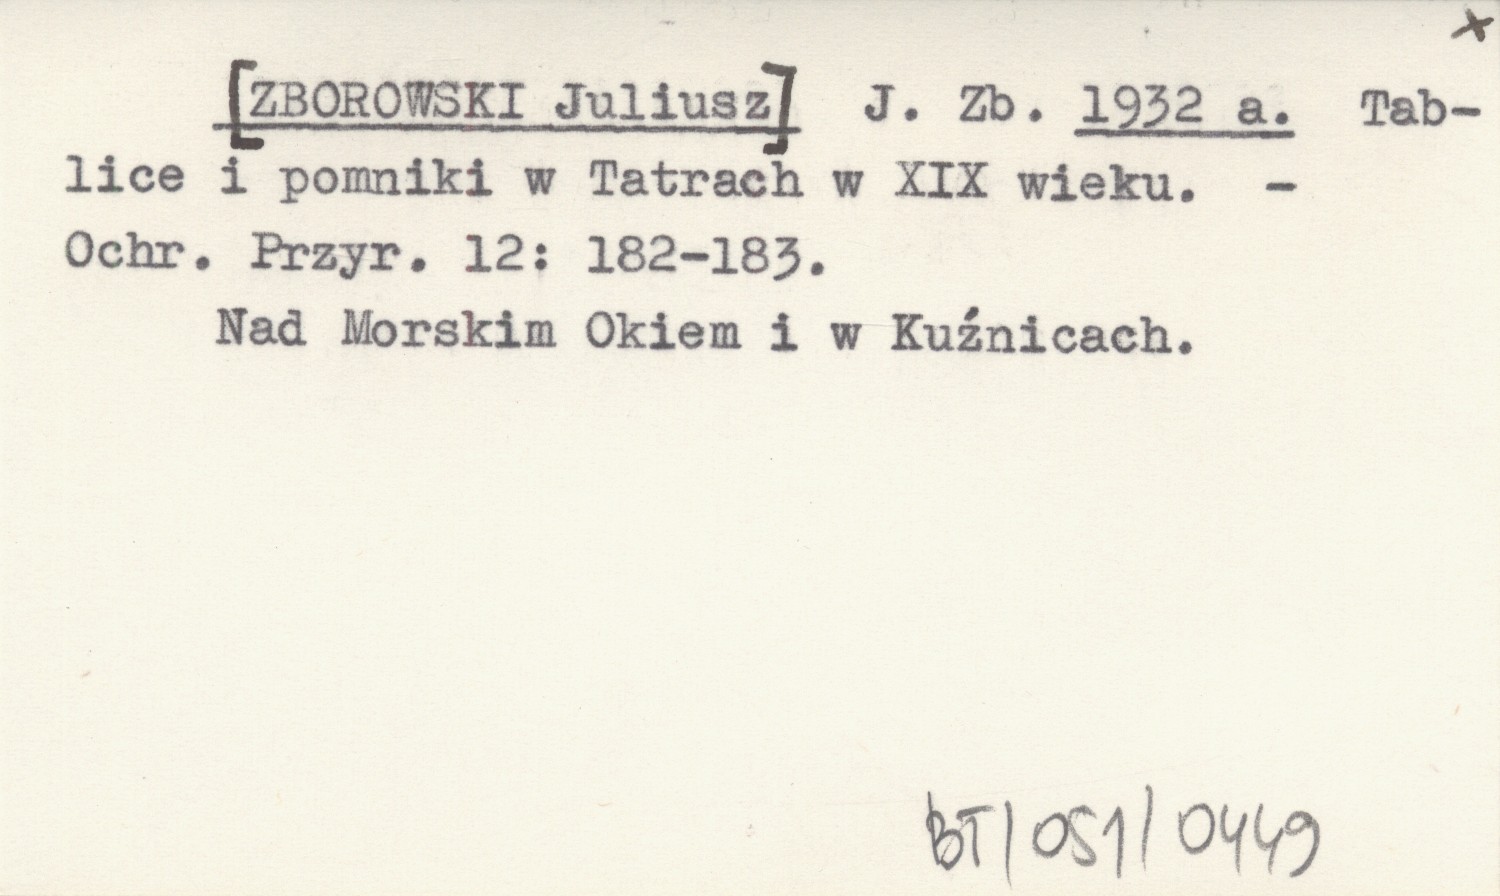 [ZBOROWSKI Juliusz] J. Zb. 1932 a. Tab-
lice i pomniki w Tatrach w XIX wieku. -
Ochr. Przyr. 12: 182-183.
Nad Morskim Okiem i w Kuźnicach.
BT/051/0449